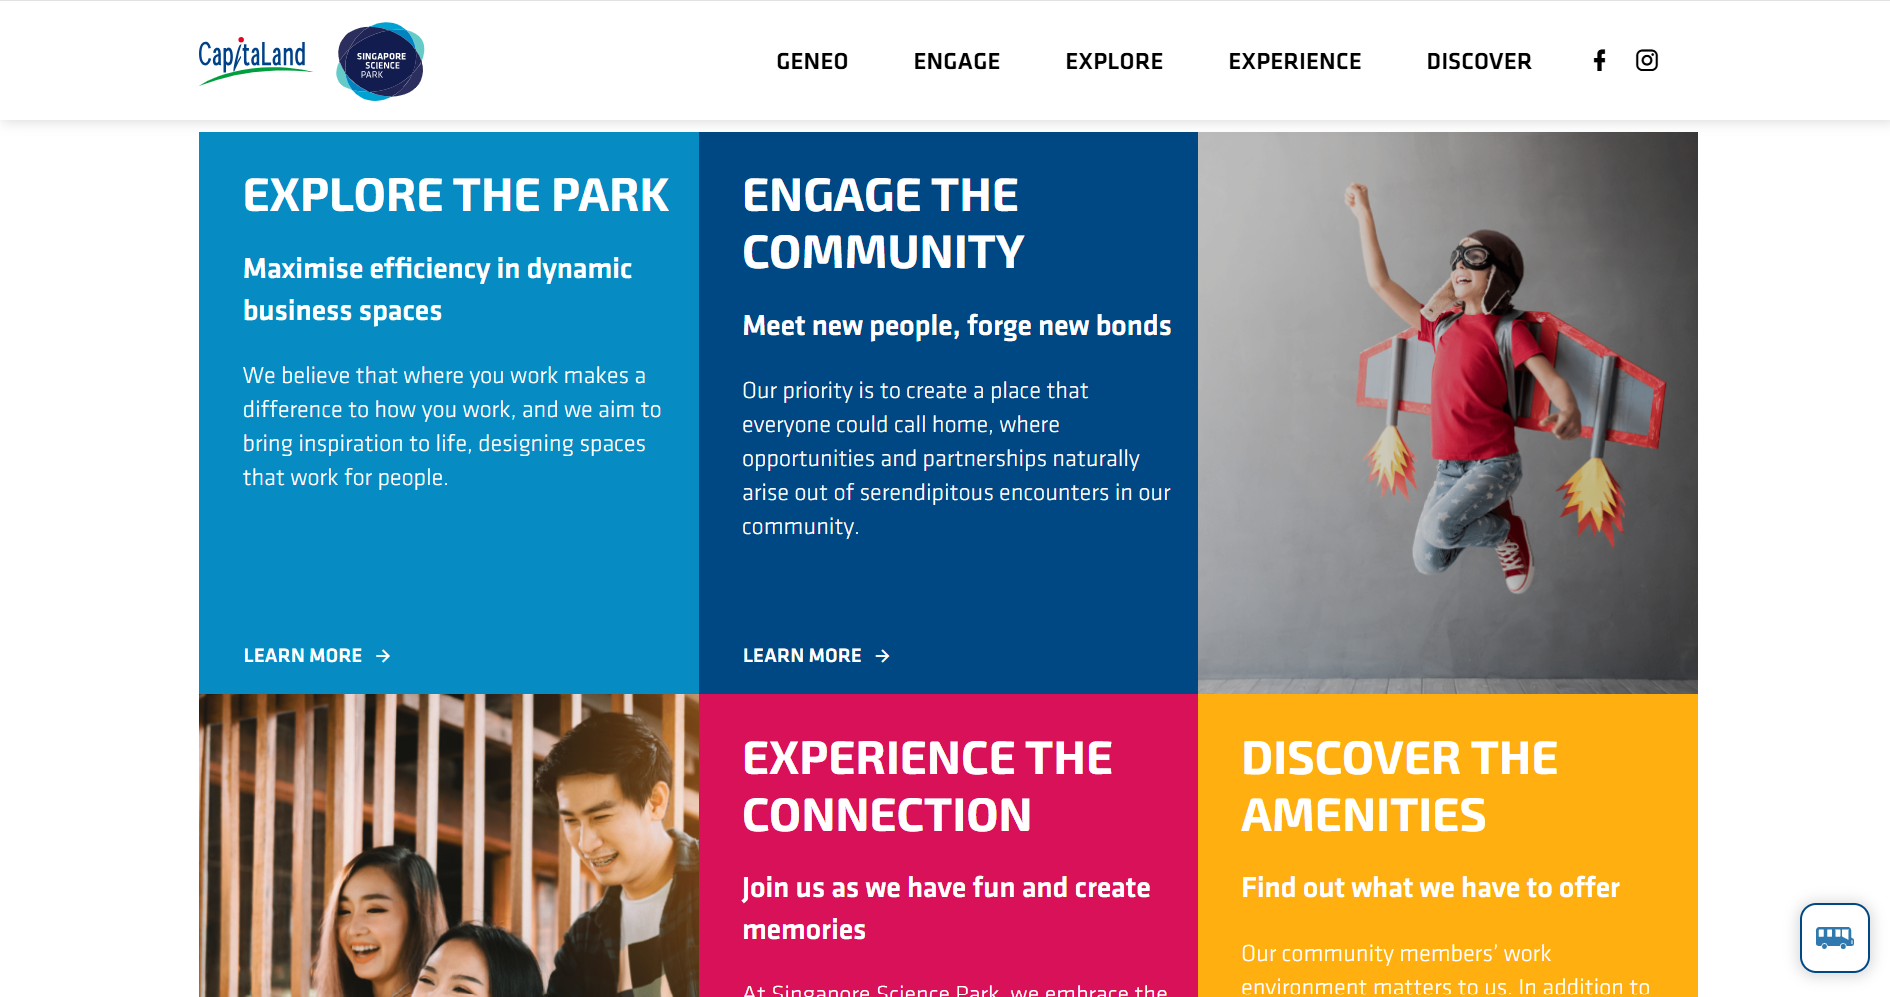 CapitaLand
SINGAPORE
SCIENCE
PARK
GENEO
ENGAGE
EXPLORE
EXPERIENCE
DISCOVER
EXPLORE THE PARK
Maximise efficiency in dynamic
business spaces
We believe that where you work makes a
difference to how you work, and we aim to
bring inspiration to life, designing spaces
that work for people.
LEARN MORE →
ENGAGE THE
COMMUNITY
Meet new people, forge new bonds
Our priority is to create a place that
everyone could call home, where
opportunities and partnerships naturally
arise out of serendipitous encounters in our
community.
LEARN MORE →
EXPERIENCE THE
CONNECTION
Join us as we have fun and create
memories
At Singapore Science Park, we embrace the
DISCOVER THE
AMENITIES
Find out what we have to offer
Our community members’ work
environment matters to us. In addition to